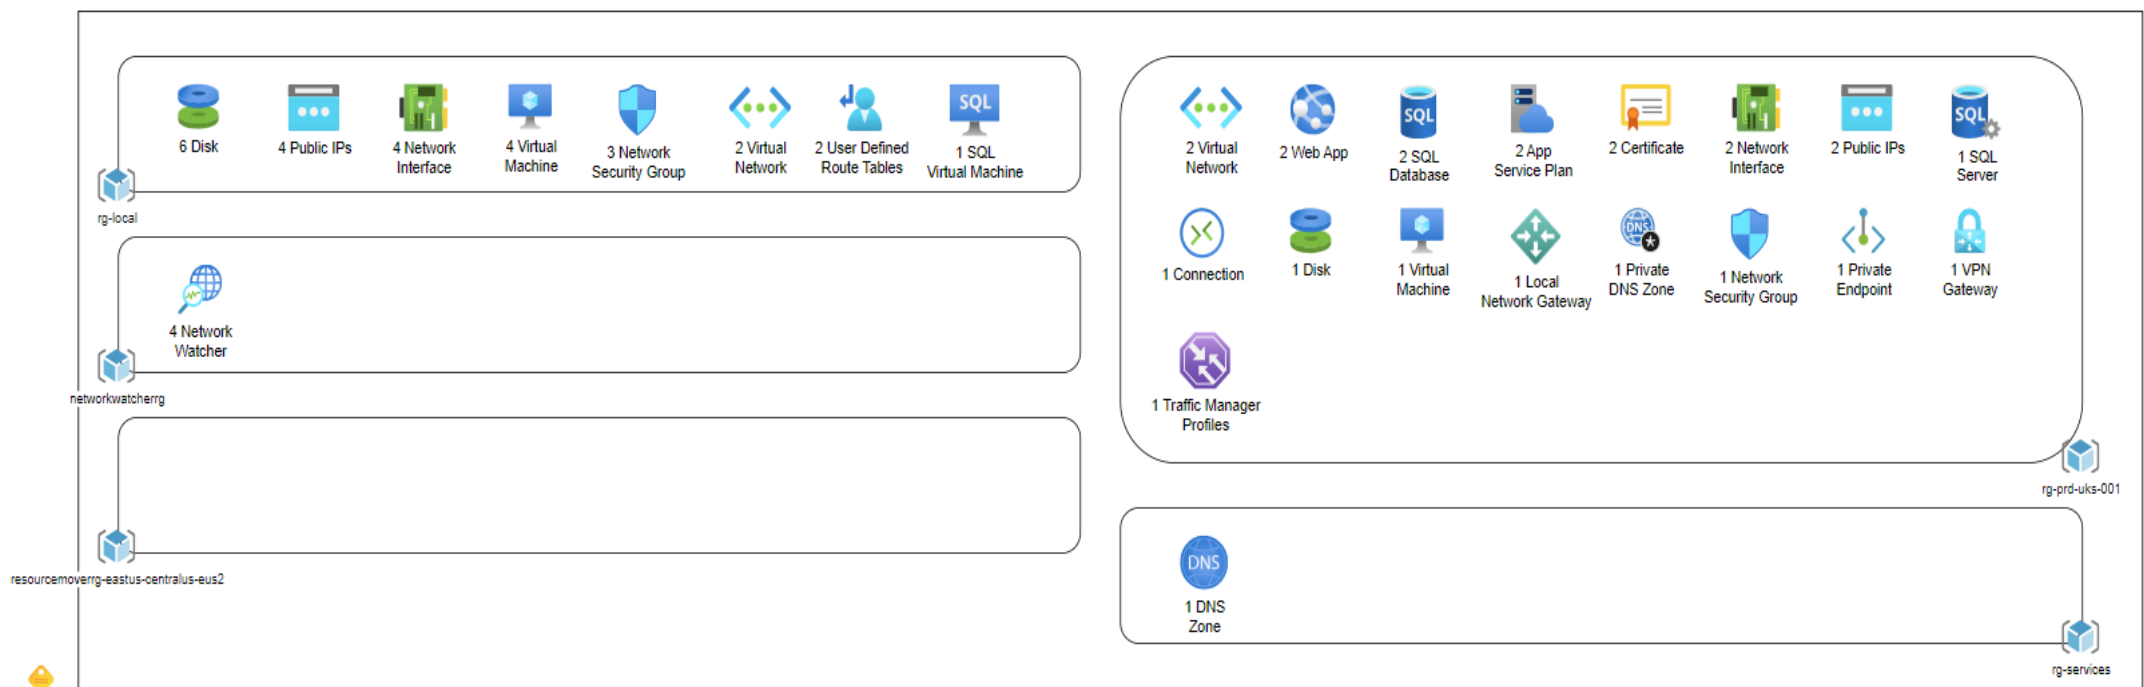 6 Disk
4 Public IPs
4 Network
Interface
4 Virtual
Machine
3 Network
Security Group
2 Virtual
Network
2 User Defined
Route Tables
SQL
1 SQL
Virtual Machine
rg-local
4 Network
Watcher
networkwatcherrg
resourcemoverrg-eastus-centralus-eus2
2 Virtual
Network
2 Web App
SQL
2 SQL
Database
2 App
Service Plan
2 Certificate
2 Network
Interface
2 Public IPs
SQL
1 SQL
Server
1 Connection
1 Disk
1 Virtual
Machine
1 Local
Network Gateway
DNS
1 Private
DNS Zone
1 Network
Security Group
1 Private
Endpoint
1 VPN
Gateway
1 Traffic Manager
Profiles
rg-prd-uks-001
DNS
1 DNS
Zone
rg-services